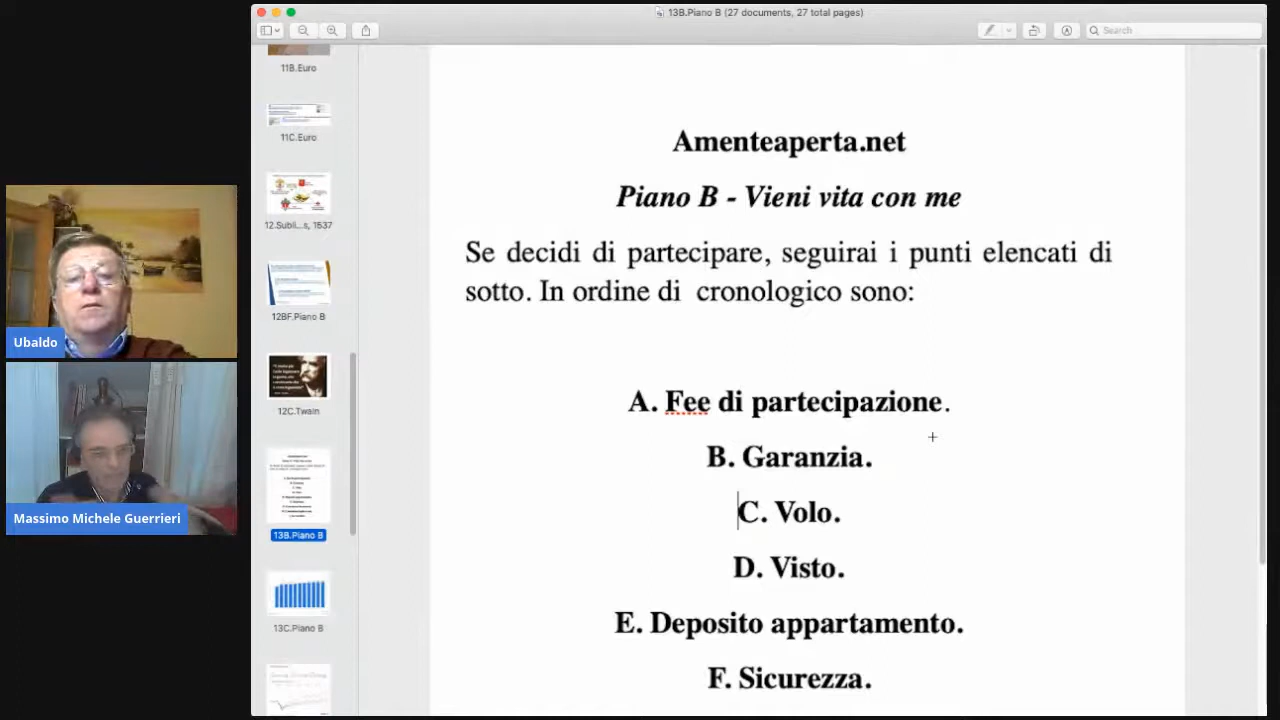 13B.Piano B (27 documents, 27 total pages)
Search
11B.Euro
11C.Euro
12.Subli...s, 1537
12BF.Piano B
12C.Twain
13B.Piano B
13C.Piano B
Ubaldo
Massimo Michele Guerrieri
Amenteaperta.net
Piano B - Vieni vita con me
Se decidi di partecipare, seguirai i punti elencati di
sotto. In ordine di cronologico sono:
A. Fee di partecipazione.
B. Garanzia.
C. Volo.
D. Visto.
E. Deposito appartamento.
F. Sicurezza.